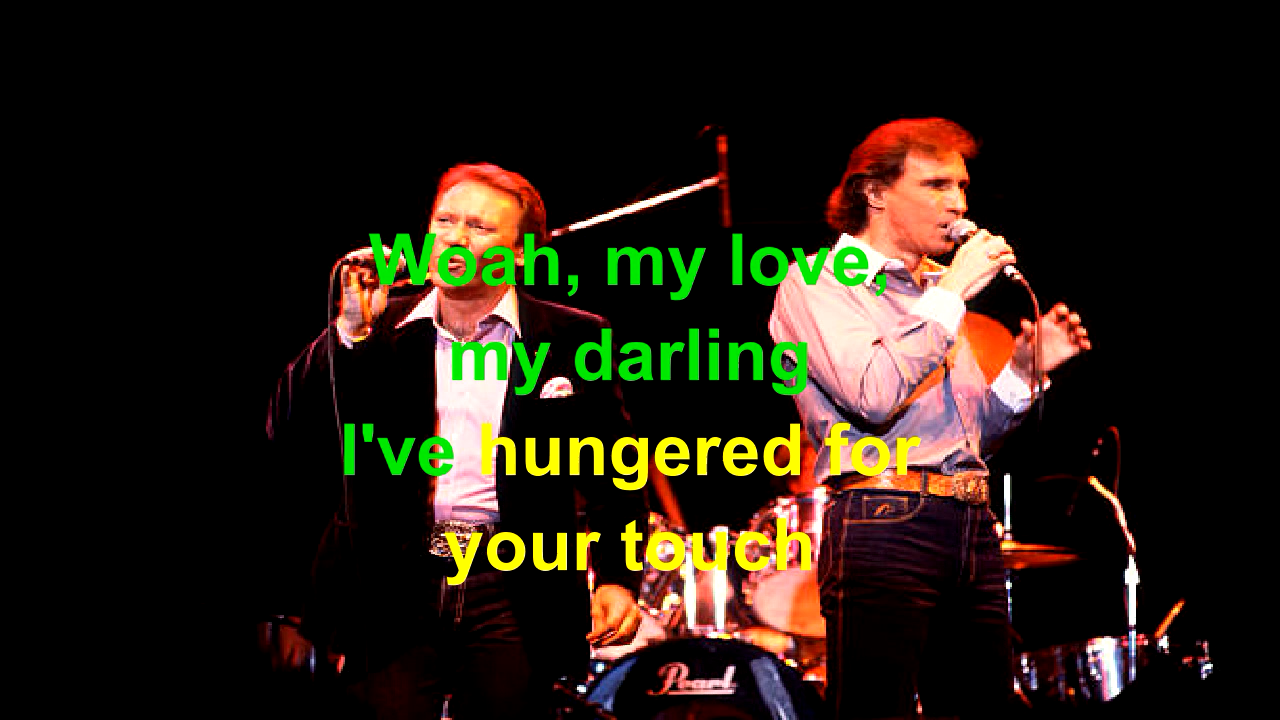 Woah, my love,
my darling
I've hungered for
your touch
Pearl